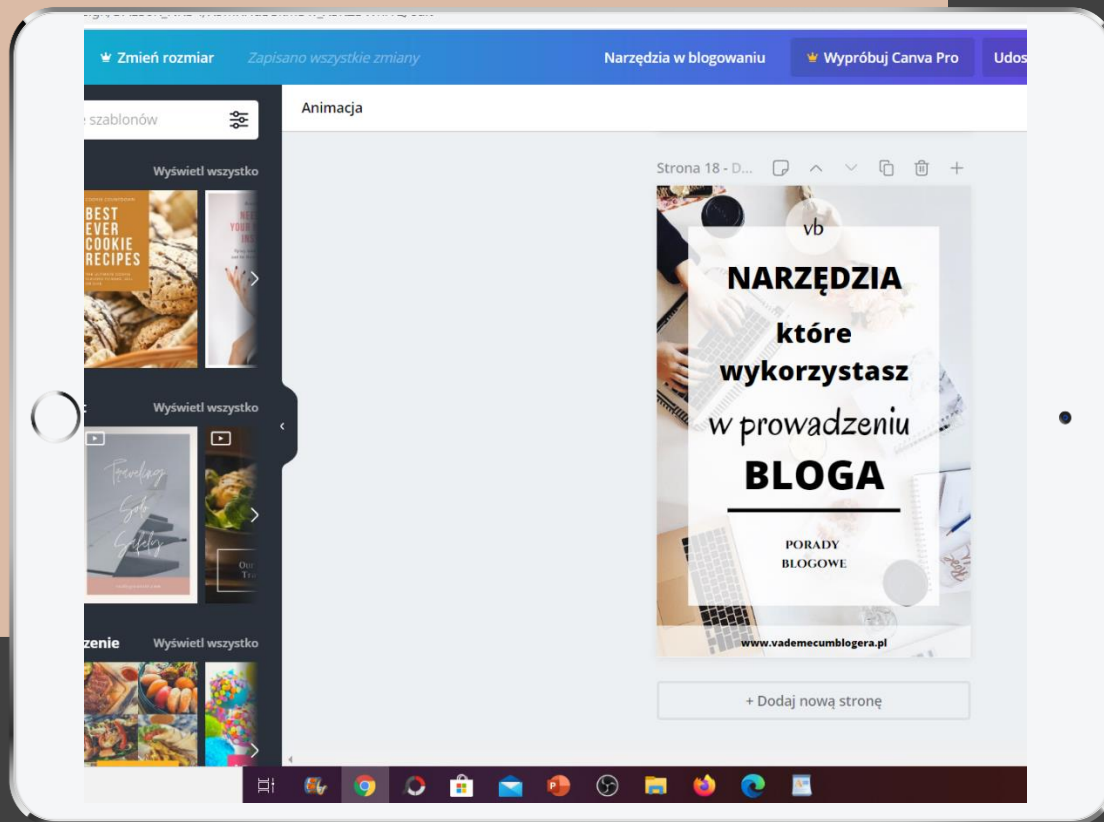 Zmień rozmiar
Zapisano wszystkie zmiany
Narzędzia w blogowaniu
Wypróbuj Canva Pro
Udos
szablonów
Animacja
Wyświetl wszystko
BEST
EVER
COOKIE
RECIPES
Wyświetl wszystko
Traveling
Solo
Safely
Our
Tra
zenie
Wyświetl wszystko
Strona 18 - D...
vb
NARZĘDZIA
które
wykorzystasz
w prowadzeniu
BLOGA
PORADY
BLOGOWE
www.vademecumblogera.pl
+ Dodaj nową stronę